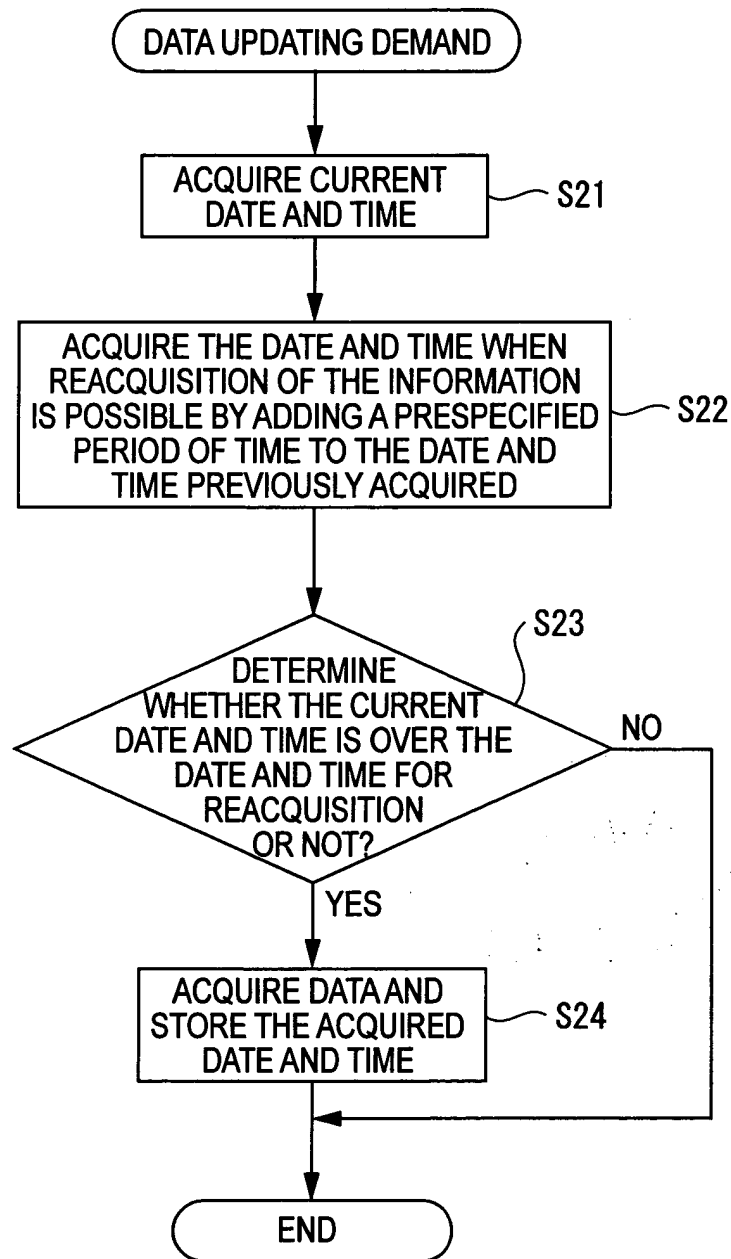 DATA UPDATING DEMAND
ACQUIRE CURRENT
DATE AND TIME
S21
ACQUIRE THE DATE AND TIME WHEN
REACQUISITION OF THE INFORMATION
IS POSSIBLE BY ADDING A PRESPECIFIED
PERIOD OF TIME TO THE DATE AND
TIME PREVIOUSLY ACQUIRED
S22
S23
DETERMINE
WHETHER THE CURRENT
DATE AND TIME IS OVER THE
DATE AND TIME FOR
REACQUISITION
OR NOT?
NO
YES
ACQUIRE DATA AND
STORE THE ACQUIRED
DATE AND TIME
S24
END